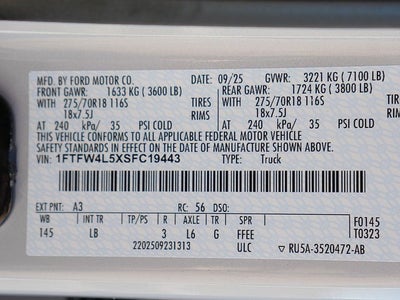 MFD. BY FORD MOTOR CO. 09/25 GVWR: 3221 KG ( 7100 LB)
FRONT GAWR: 1633 KG ( 3600 LB) REAR GAWR: 1724 KG ( 3800 LB)
WITH 275/70R18 116S TIRES WITH 275/70R18 116S TIRES
18x7.5J RIMS 18x7.5J RIMS
AT 240 kPa/ 35 PSI COLD AT 240 kPa/ 35 PSI COLD
THIS VEHICLE CONFORMS TO ALL APPLICABLE FEDERAL MOTOR VEHICLE
SAFETY STANDARDS IN EFFECT ON THE DATE OF MANUFACTURE SHOWN ABOVE.
VIN: 1FTFW4L5XSFC19443 TYPE: Truck
EXT PNT: A3 RC: 56 DSO:
WB INT TR TP/PS R AXLE TR SPR F0145
145 LB 3 L6 G FFFF2 T0323
2202509231313 ULC RU5A-3520472-AB